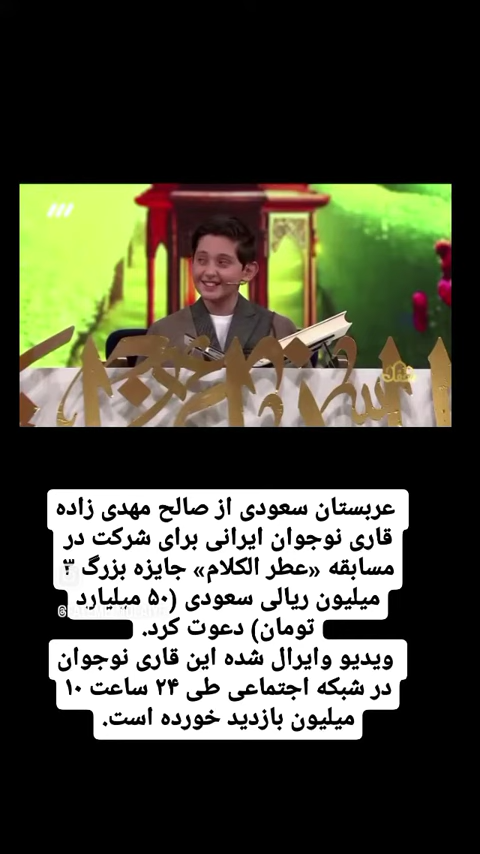 محفل
عربستان سعودی از صالح مهدی زاده
قاری نوجوان ایرانی برای شرکت در
مسابقه «عطر الکلام» جایزه بزرگ ۳
میلیون ریالی سعودی (۵۰ میلیارد
تومان) دعوت کرد.
ویدیو وایرال شده این قاری نوجوان
در شبکه اجتماعی طی ۲۴ ساعت ۱۰
میلیون بازدید خورده است.